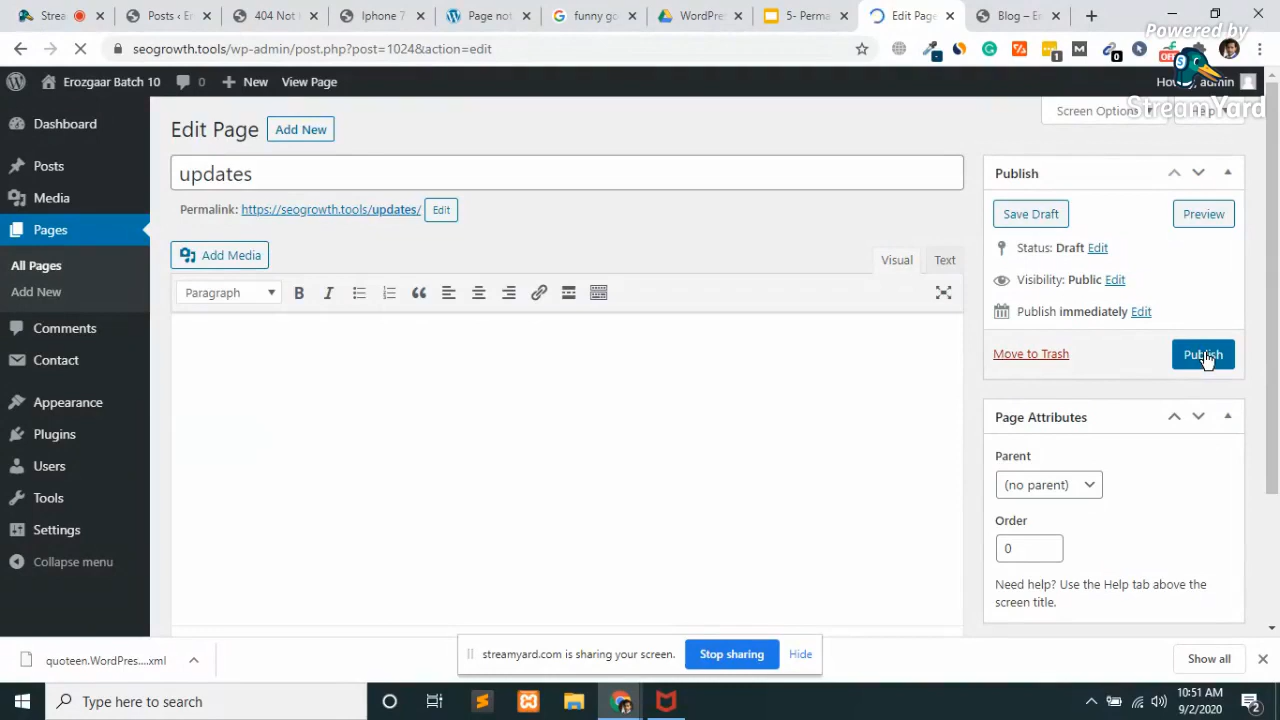 Strea
Posts ‹ E
404 Not
Iphone 7
Page no
funny go
WordPre
5- Perma
Edit Page
Blog – Er
seogrowth.tools/wp-admin/post.php?post=1024&action=edit
Powered by
StreamYard
Erozgaar Batch 10
0
New
View Page
Howdy, admin
Dashboard
Posts
Media
Pages
All Pages
Add New
Comments
Contact
Appearance
Plugins
Users
Tools
Settings
Collapse menu
Edit Page
Add New
Screen Options
Help
updates
Permalink: https://seogrowth.tools/updates/ Edit
Add Media
Visual
Text
Paragraph
Publish
Save Draft
Preview
Status: Draft Edit
Visibility: Public Edit
Publish immediately Edit
Move to Trash
Publish
Page Attributes
Parent
(no parent)
Order
0
Need help? Use the Help tab above the
screen title.
streamyard.com is sharing your screen.
Stop sharing
Hide
quoteen.WordPres....xml
Show all
Type here to search
10:51 AM
9/2/2020
2